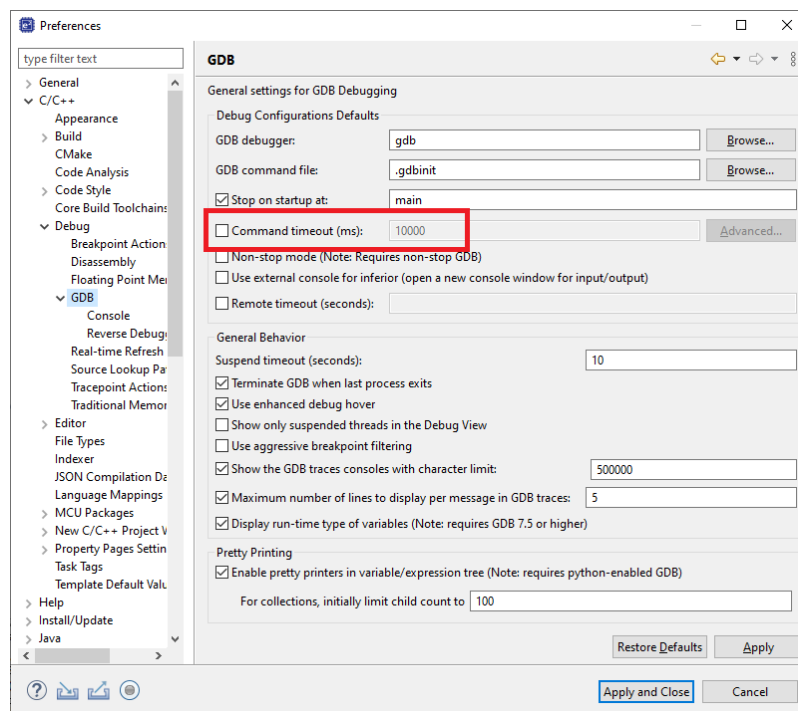 Preferences
type filter text
General
C/C++
Appearance
Build
CMake
Code Analysis
Code Style
Core Build Toolchains
Debug
Breakpoint Action
Disassembly
Floating Point Me
GDB
Console
Reverse Debug
Real-time Refresh
Source Lookup Pa
Tracepoint Actions
Traditional Memor
Editor
File Types
Indexer
JSON Compilation Da
Language Mappings
MCU Packages
New C/C++ Project W
Property Pages Settin
Task Tags
Template Default Valu
Help
Install/Update
Java
GDB
General settings for GDB Debugging
Debug Configurations Defaults
GDB debugger: gdb Browse...
GDB command file: .gdbinit Browse...
Stop on startup at: main
Command timeout (ms): 10000 Advanced...
Non-stop mode (Note: Requires non-stop GDB)
Use external console for inferior (open a new console window for input/output)
Remote timeout (seconds):
General Behavior
Suspend timeout (seconds): 10
Terminate GDB when last process exits
Use enhanced debug hover
Show only suspended threads in the Debug View
Use aggressive breakpoint filtering
Show the GDB traces consoles with character limit: 500000
Maximum number of lines to display per message in GDB traces: 5
Display run-time type of variables (Note: requires GDB 7.5 or higher)
Pretty Printing
Enable pretty printers in variable/expression tree (Note: requires python-enabled GDB)
For collections, initially limit child count to 100
Restore Defaults Apply
Apply and Close Cancel